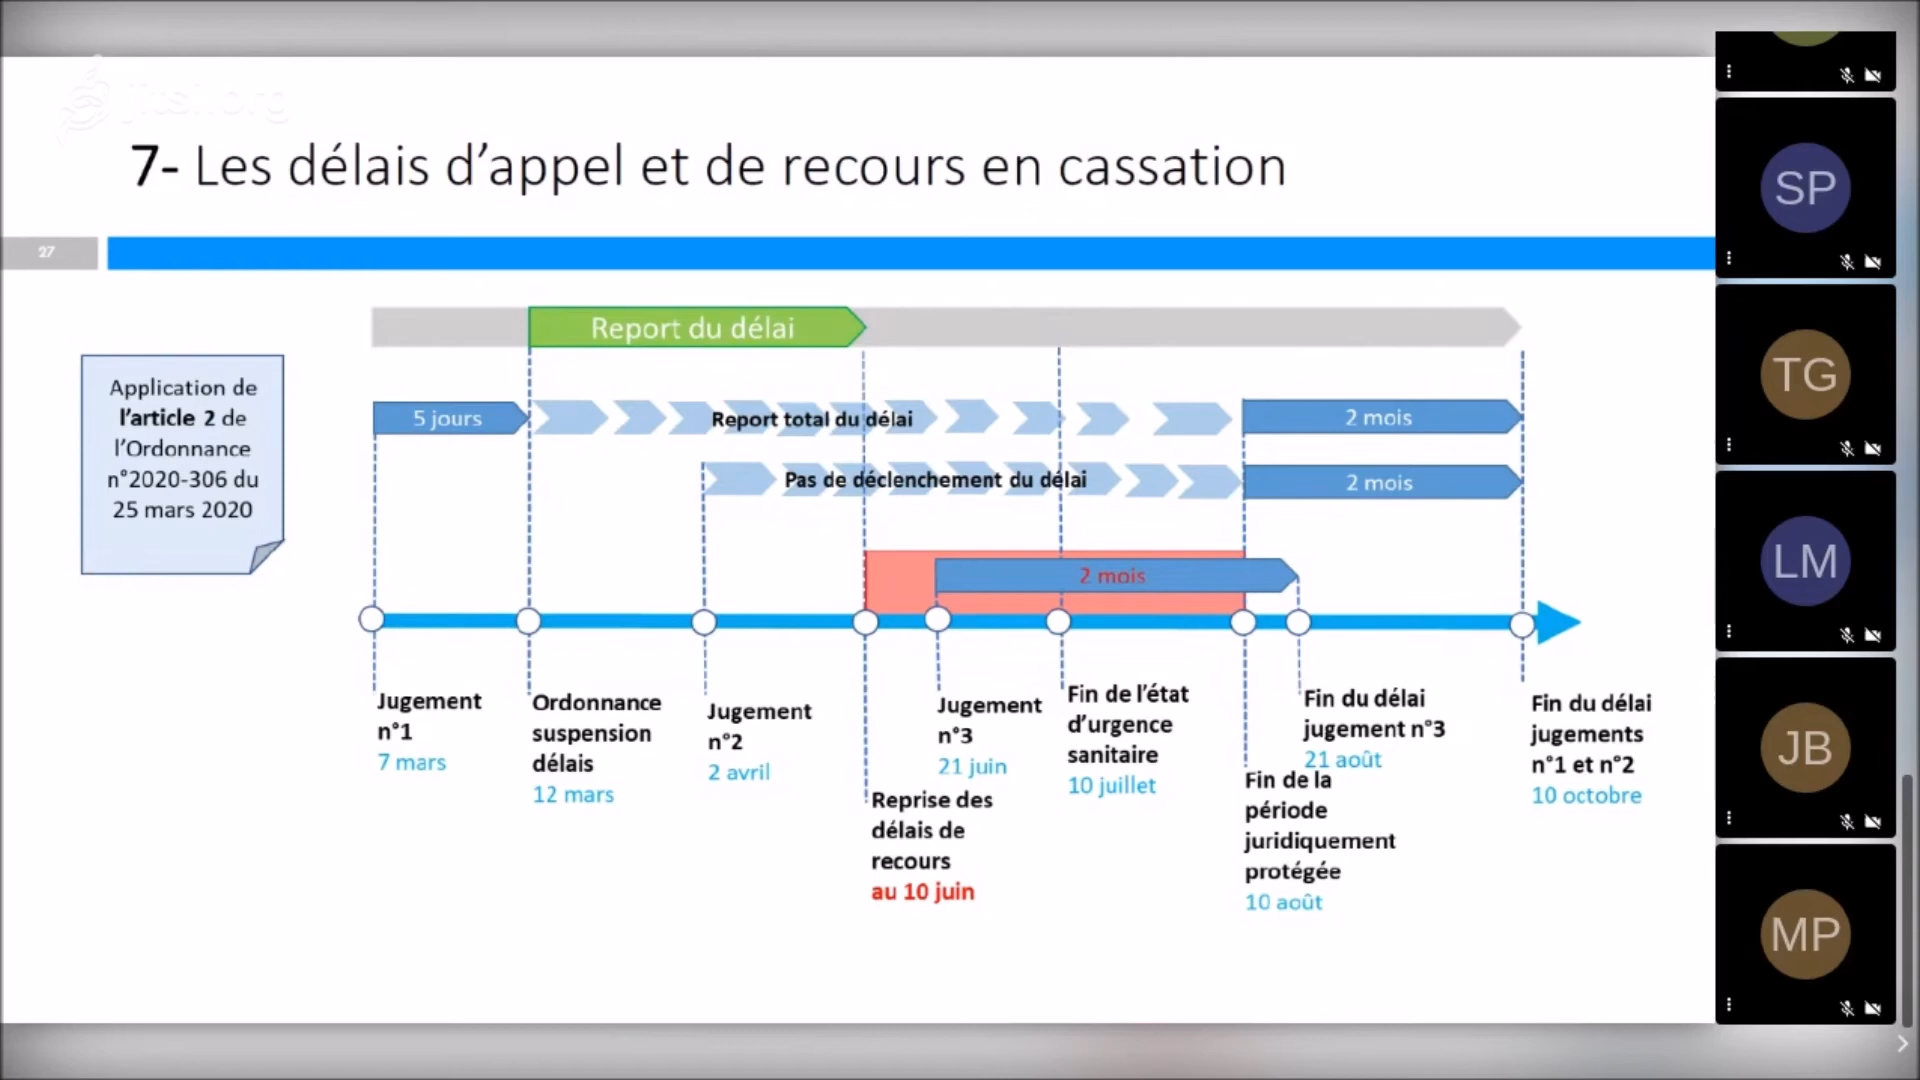 7- Les délais d’appel et de recours en cassation
27
Report du délai
Application de
l’article 2 de
l’Ordonnance
n°2020-306 du
25 mars 2020
5 jours
Report total du délai
2 mois
Pas de déclenchement du délai
2 mois
2 mois
Jugement
n°1
7 mars
Ordonnance
suspension
délais
12 mars
Jugement
n°2
2 avril
Reprise des
délais de
recours
au 10 juin
Jugement
n°3
21 juin
Fin de l’état
d’urgence
sanitaire
10 juillet
Fin de la
période
juridiquement
protégée
10 août
Fin du délai
jugement n°3
21 août
Fin du délai
jugements
n°1 et n°2
10 octobre
SP
TG
LM
JB
MP